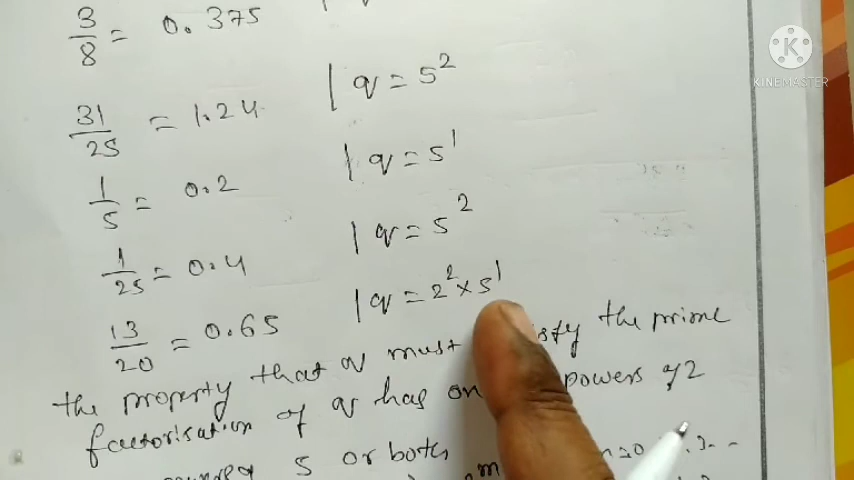 3/8 = 0.375
31/25 = 1.24 | q = 5²
1/5 = 0.2 | q = 5¹
1/25 = 0.4 | q = 5²
13/20 = 0.65 | q = 2² × 5¹
the property that q must the prime
factorisation of q has powers of 2
5 or both
m
KINEMASTER